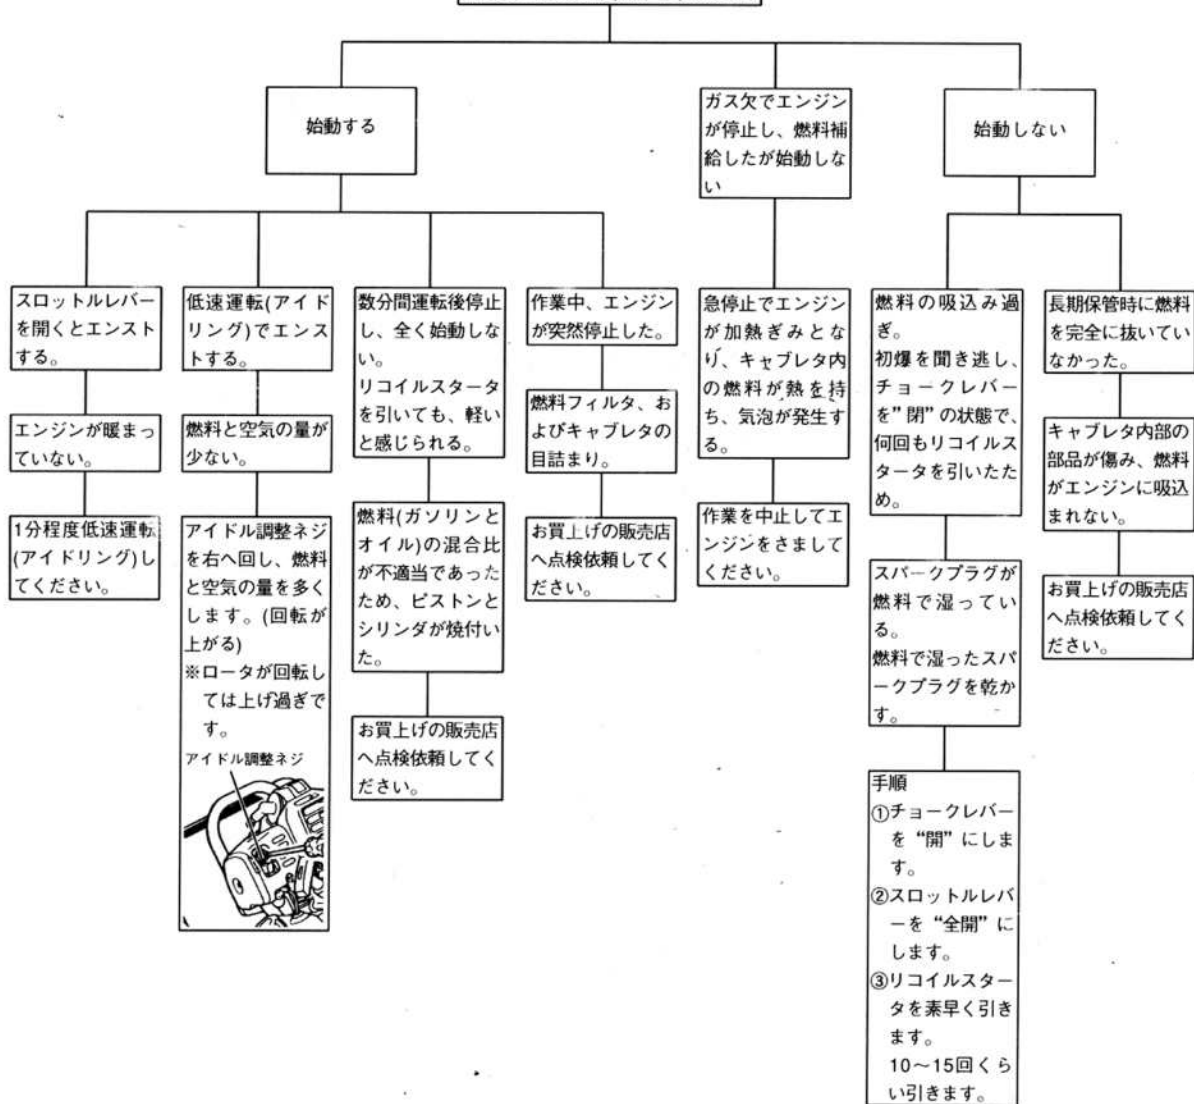 始動する
ガス欠でエンジン
が停止し、燃料補
給したが始動しな
い
始動しない
スロットルレバー
を開くとエンスト
する。
エンジンが暖まっ
ていない。
1分程度低速運転
(アイドリング)し
てください。
低速運転(アイド
リング)でエンス
トする。
燃料と空気の量が
少ない。
アイドル調整ネジ
を右へ回し、燃料
と空気の量を多く
します。(回転が
上がる)
※ロータが回転し
ては上げ過ぎで
す。
アイドル調整ネジ
数分間運転後停止
し、全く始動しな
い。
リコイルスタータ
を引いても、軽い
と感じられる。
燃料(ガソリンと
オイル)の混合比
が不適当であった
ため、ピストンと
シリンダが焼付い
た。
お買上げの販売店
へ点検依頼してく
ださい。
作業中、エンジン
が突然停止した。
燃料フィルタ、お
よびキャブレタの
目詰まり。
お買上げの販売店
へ点検依頼してく
ださい。
急停止でエンジン
が加熱ぎみとな
り、キャブレタ内
の燃料が熱を持
ち、気泡が発生す
る。
作業を中止してエ
ンジンをさまして
ください。
燃料の吸込み過
ぎ。
初爆を聞き逃し、
チョークレバー
を”閉”の状態で、
何回もリコイルス
タータを引いたた
め。
スパークプラグが
燃料で湿ってい
る。
燃料で湿ったスパ
ークプラグを乾か
す。
手順
①チョークレバー
を“開”にしま
す。
②スロットルレバ
ーを“全開”に
します。
③リコイルスター
タを素早く引き
ます。
10～15回くら
い引きます。
長期保管時に燃料
を完全に抜いてい
なかった。
キャブレタ内部の
部品が傷み、燃料
がエンジンに吸込
まれない。
お買上げの販売店
へ点検依頼してく
ださい。